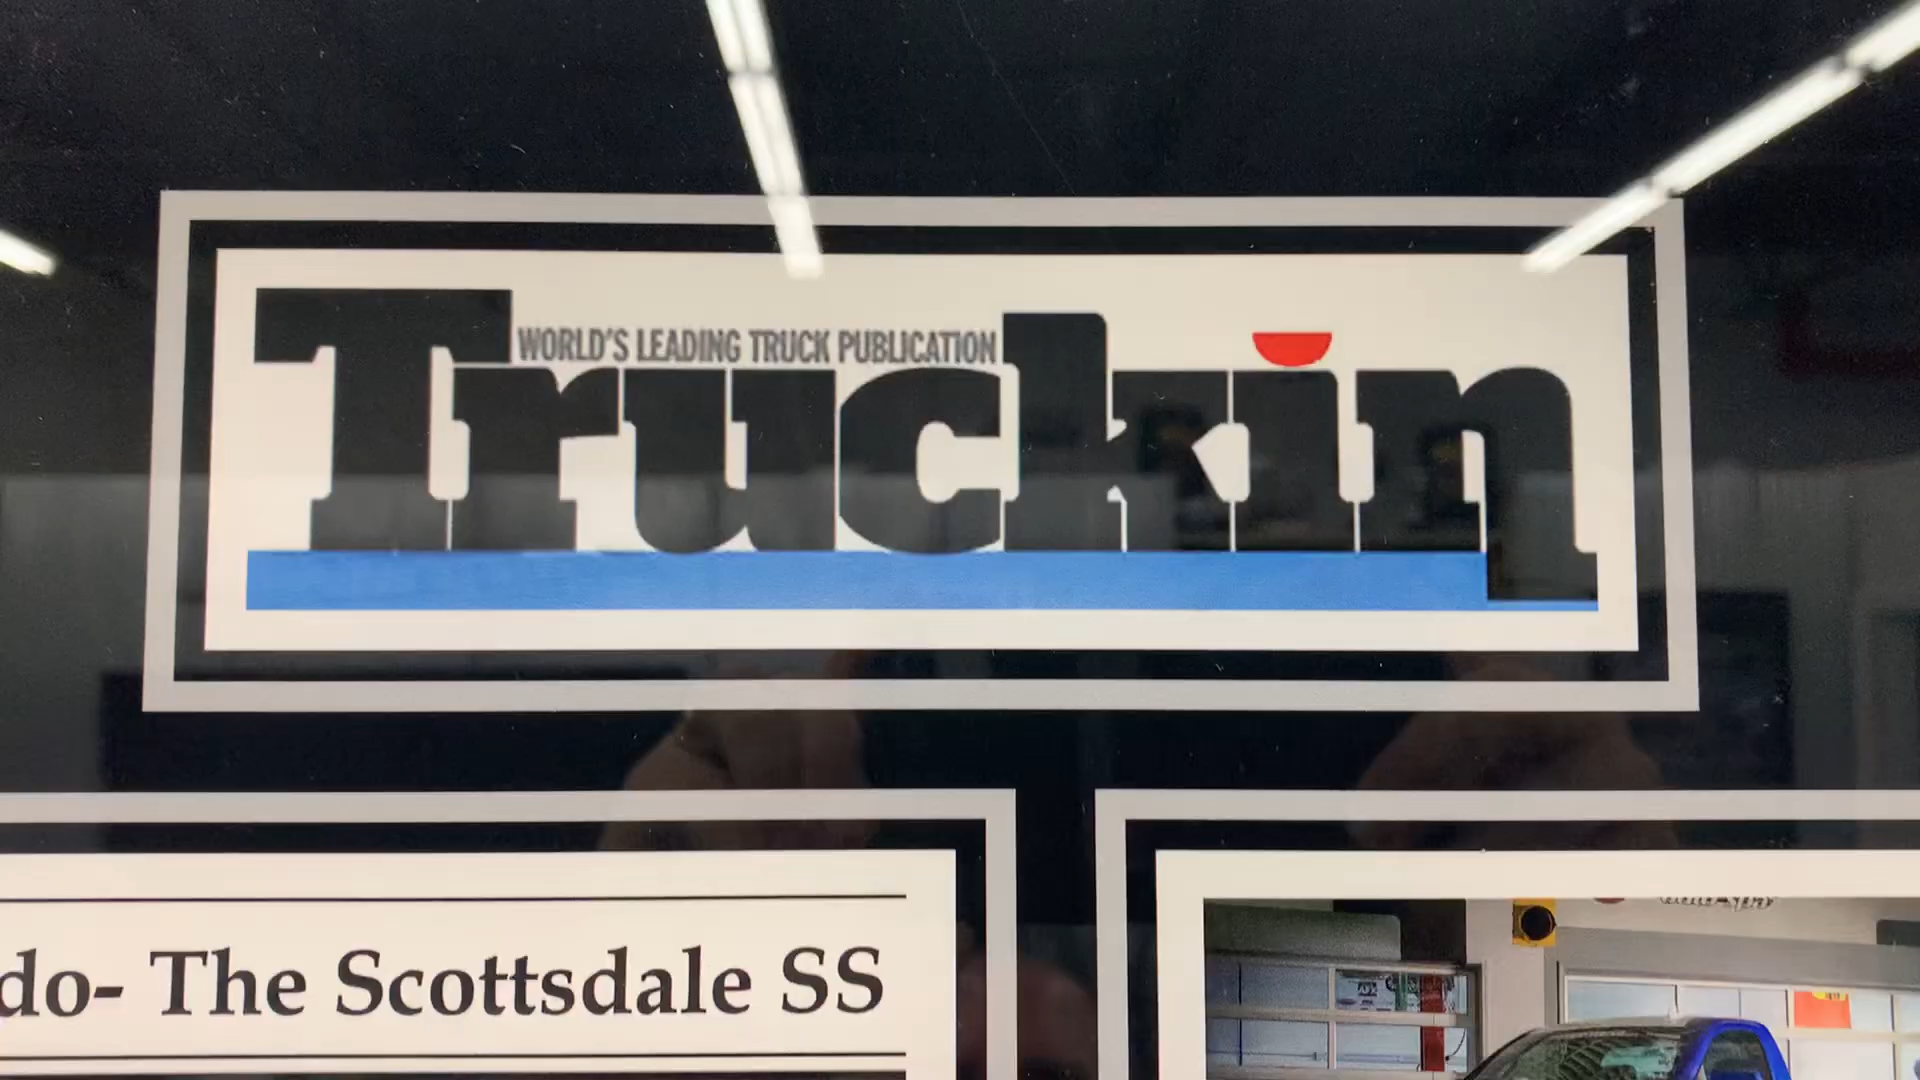 WORLD'S LEADING TRUCK PUBLICATION
Truckin
do- The Scottsdale SS